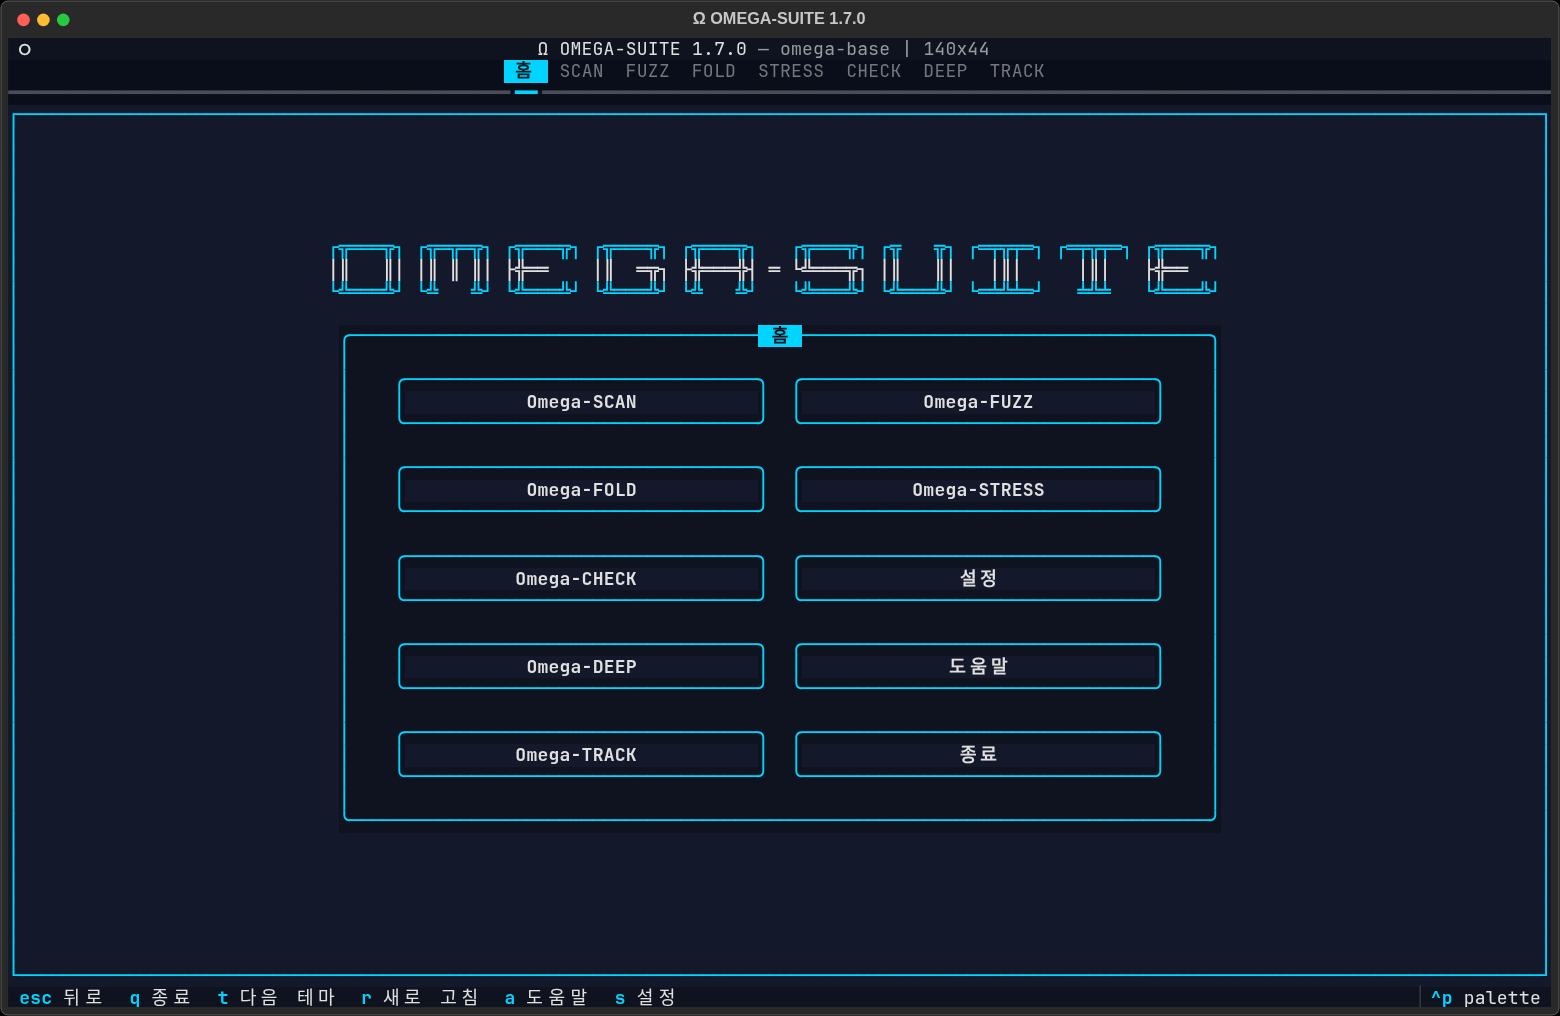 Ω OMEGA-SUITE 1.7.0
Ω OMEGA-SUITE 1.7.0 — omega-base | 140x44
홈 SCAN FUZZ FOLD STRESS CHECK DEEP TRACK
OMEGA-SUITE
홈
Omega-SCAN Omega-FUZZ
Omega-FOLD Omega-STRESS
Omega-CHECK 설정
Omega-DEEP 도움말
Omega-TRACK 종료
esc 뒤로 q 종료 t 다음 테마 r 새로 고침 a 도움말 s 설정 ^p palette